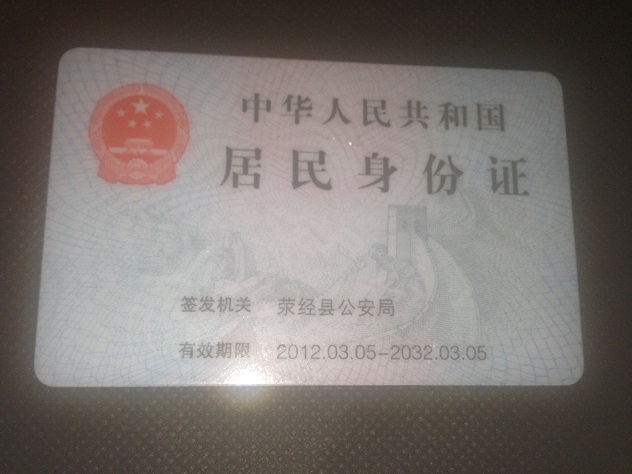 中华人民共和国
居民身份证
签发机关 荥经县公安局
有效期限 2012.03.05-2032.03.05